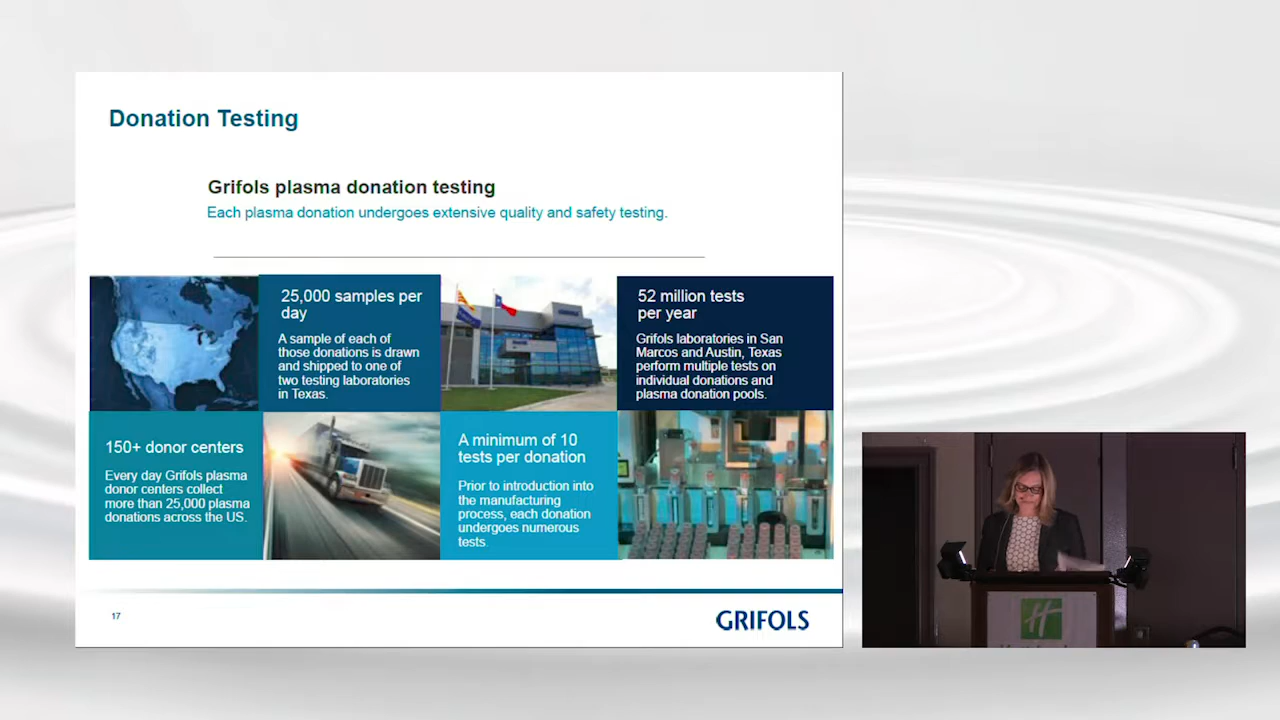 Donation Testing
Grifols plasma donation testing
Each plasma donation undergoes extensive quality and safety testing.
25,000 samples per
day
A sample of each of
those donations is drawn
and shipped to one of
two testing laboratories
in Texas.
52 million tests
per year
Grifols laboratories in San
Marcos and Austin, Texas
perform multiple tests on
individual donations and
plasma donation pools.
150+ donor centers
Every day Grifols plasma
donor centers collect
more than 25,000 plasma
donations across the US.
A minimum of 10
tests per donation
Prior to introduction into
the manufacturing
process, each donation
undergoes numerous
tests.
17
GRIFOLS
H